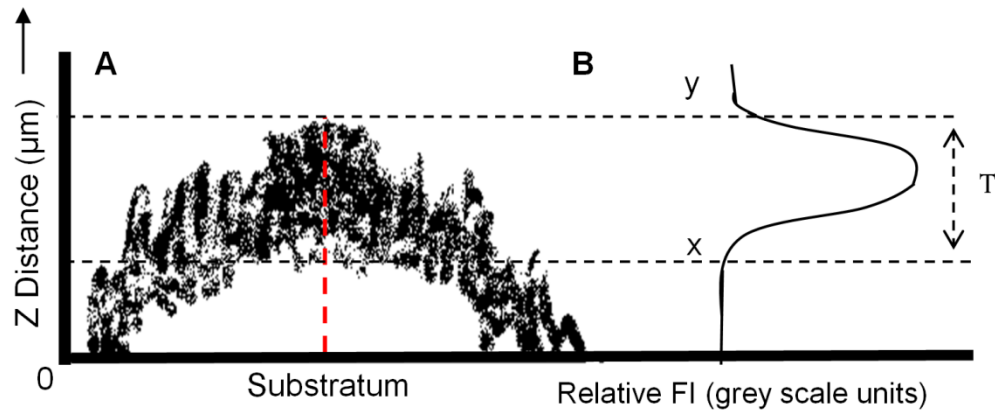 A
B
y
Z Distance (µm)
T
x
0
Substratum
Relative FI (grey scale units)